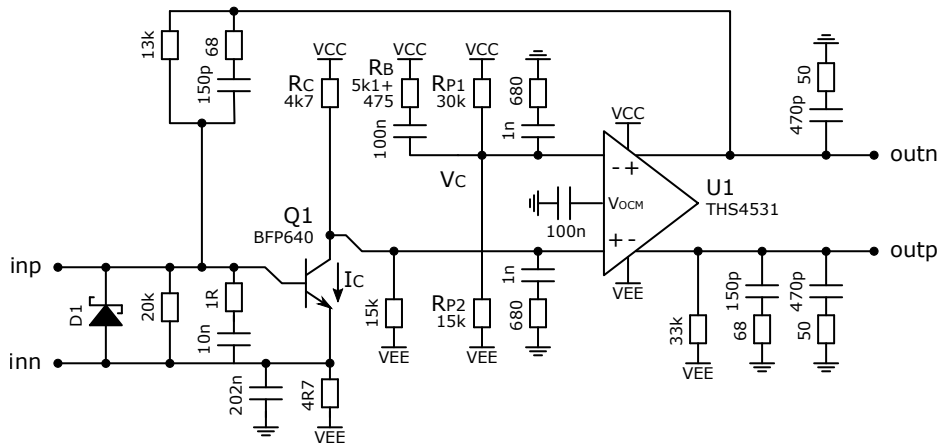 13k
68
150p
VCC
RC
4k7
VCC
RB
5k1+
475
100n
VCC
RP1
30k
680
1n
VC
VCC
- +
VOCM
+ -
VEE
100n
U1
THS4531
50
470p
outn
outp
Q1
BFP640
IC
inp
inn
D1
20k
1R
10n
202n
4R7
VEE
15k
VEE
RP2
15k
VEE
1n
680
33k
VEE
150p
68
470p
50